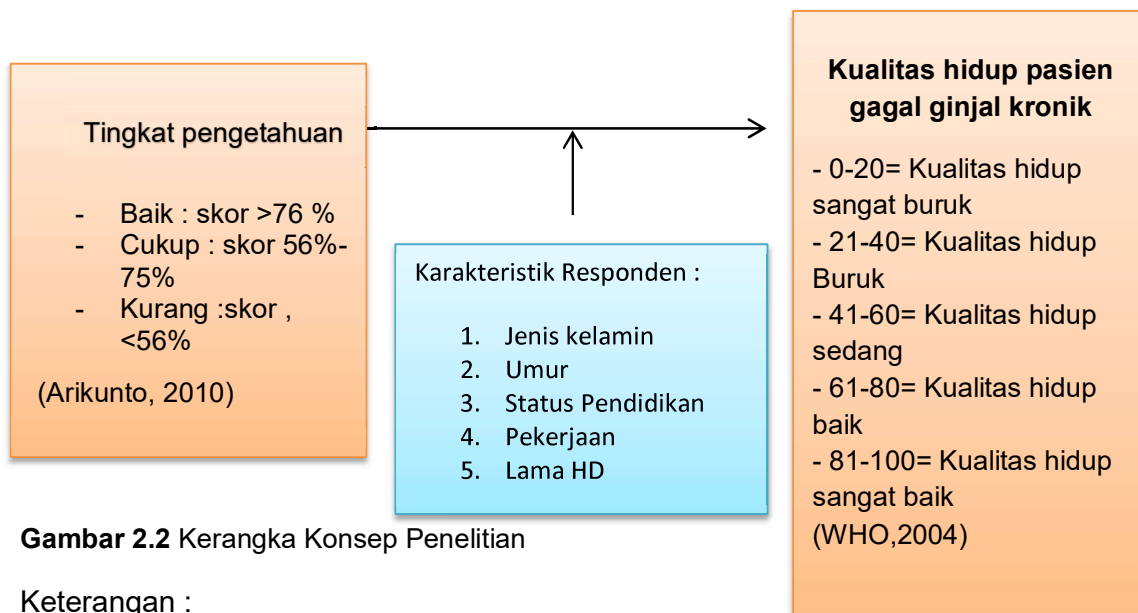 Tingkat pengetahuan
- Baik : skor >76 %
- Cukup : skor 56%-
75%
- Kurang :skor ,
<56%
(Arikunto, 2010)
Karakteristik Responden :
1. Jenis kelamin
2. Umur
3. Status Pendidikan
4. Pekerjaan
5. Lama HD
Kualitas hidup pasien
gagal ginjal kronik
- 0-20= Kualitas hidup
sangat buruk
- 21-40= Kualitas hidup
Buruk
- 41-60= Kualitas hidup
sedang
- 61-80= Kualitas hidup
baik
- 81-100= Kualitas hidup
sangat baik
(WHO,2004)
Gambar 2.2 Kerangka Konsep Penelitian
Keterangan :